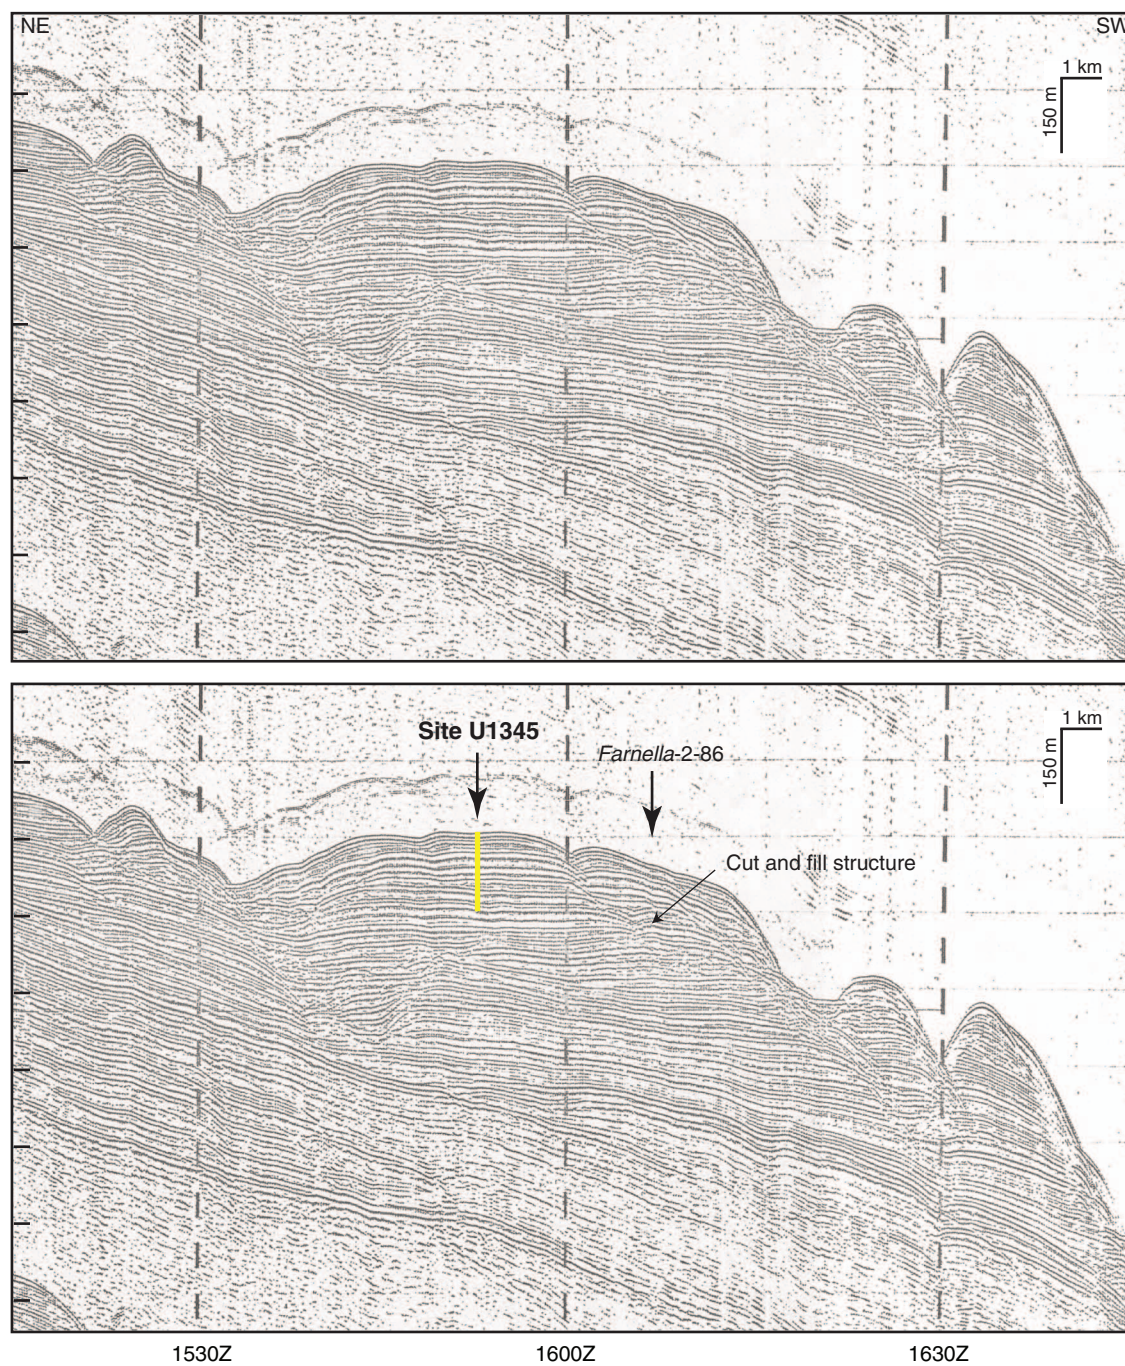 NE
SW
1 km
150 m
Site U1345
Farnella-2-86
1 km
150 m
Cut and fill structure
1530Z
1600Z
1630Z